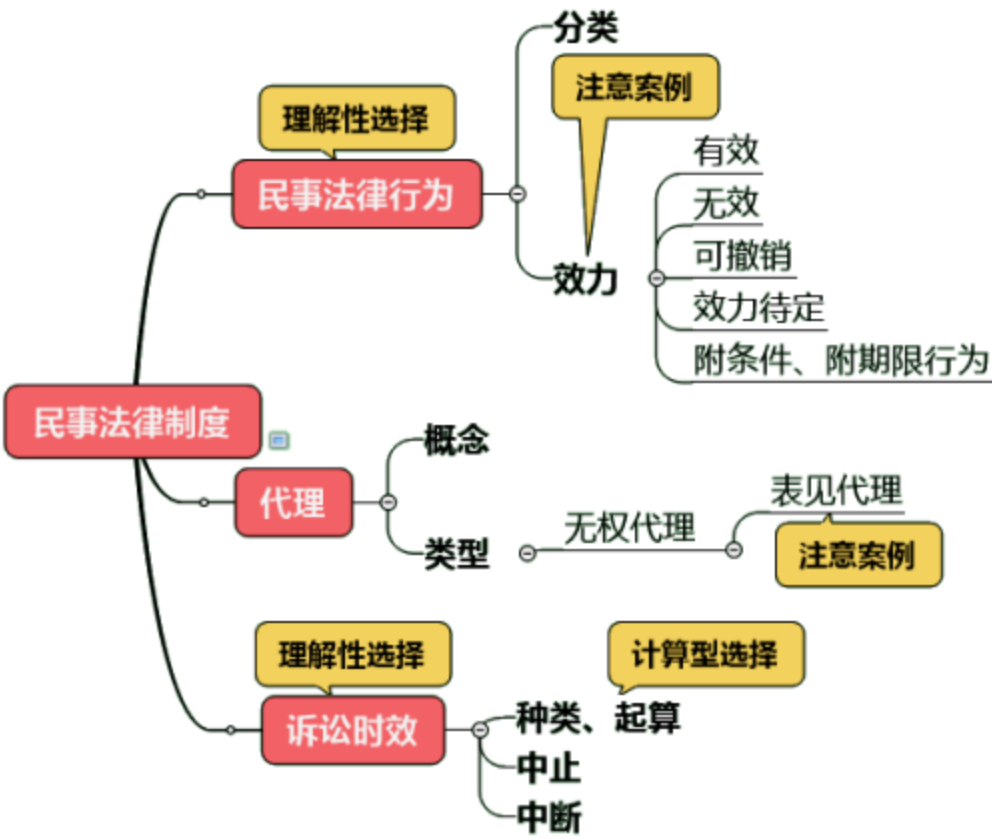 分类
注意案例
理解性选择
有效
民事法律行为
无效
可撤销
效力
效力待定
附条件、附期限行为
民事法律制度
概念
代理
表见代理
无权代理
类型
注意案例
理解性选择
计算型选择
诉讼时效
种类、起算
中止
中断